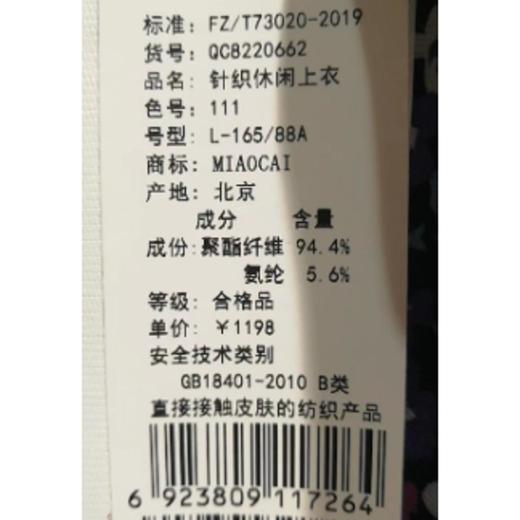 标准: FZ/T73020-2019
货号: QC8220662
品名: 针织休闲上衣
色号: 111
号型: L-165/88A
商标: MIAOCAI
产地: 北京
成分 含量
成份: 聚酯纤维 94.4%
氨纶 5.6%
等级: 合格品
单价: ¥1198
安全技术类别
GB18401-2010 B类
直接接触皮肤的纺织产品
6 923809 117264